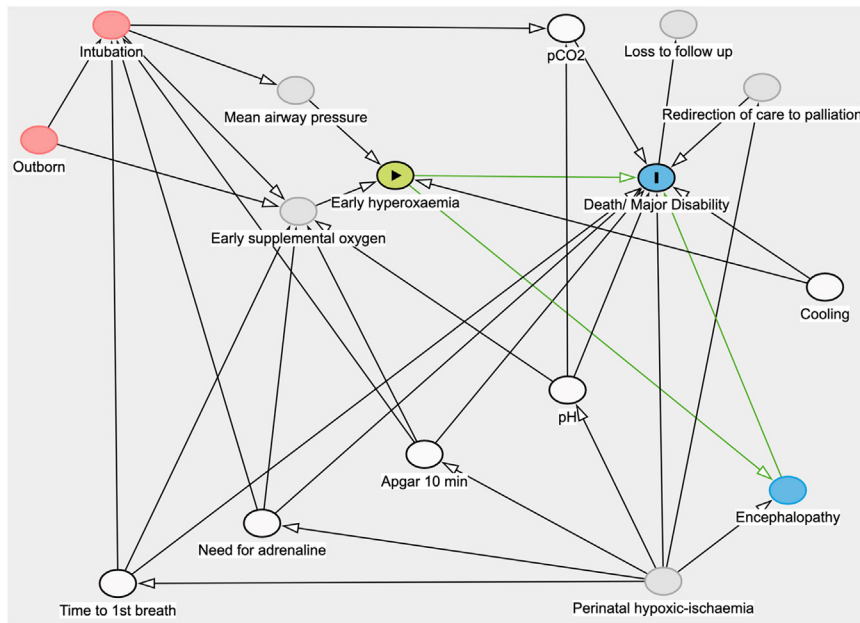 Intubation
pCO2
Loss to follow up
Mean airway pressure
Redirection of care to palliation
Outborn
Early hyperoxaemia
Death/ Major Disability
Early supplemental oxygen
Cooling
pH
Apgar 10 min
Encephalopathy
Need for adrenaline
Time to 1st breath
Perinatal hypoxic-ischaemia